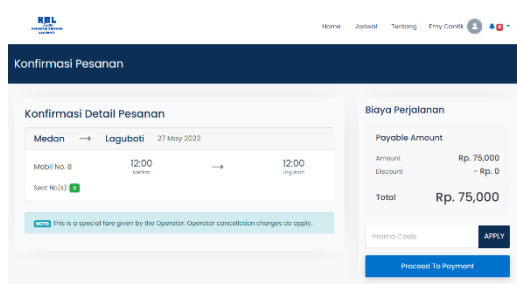 KBL
Home Jadwal Tentang Emy Cantik
Konfirmasi Pesanan
Konfirmasi Detail Pesanan
Medan → Laguboti 27 May 2022
Mobil No. 8
12:00 → 12:00
Medan Laguboti
Seat No(s):
NOTE This is a special fare given by the Operator. Operator cancellation charges do apply.
Biaya Perjalanan
Payable Amount
Amount Rp. 75,000
Discount - Rp. 0
Total Rp. 75,000
Promo Code APPLY
Proceed To Payment